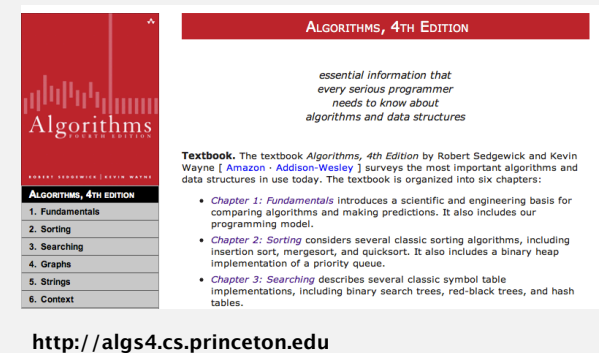 Algorithms
FOURTH EDITION
ROBERT SEDGEWICK | KEVIN WAYNE
ALGORITHMS, 4TH EDITION
1. Fundamentals
2. Sorting
3. Searching
4. Graphs
5. Strings
6. Context
ALGORITHMS, 4TH EDITION
essential information that
every serious programmer
needs to know about
algorithms and data structures
Textbook. The textbook Algorithms, 4th Edition by Robert Sedgewick and Kevin
Wayne [ Amazon · Addison-Wesley ] surveys the most important algorithms and
data structures in use today. The textbook is organized into six chapters:
• Chapter 1: Fundamentals introduces a scientific and engineering basis for
comparing algorithms and making predictions. It also includes our
programming model.
• Chapter 2: Sorting considers several classic sorting algorithms, including
insertion sort, mergesort, and quicksort. It also includes a binary heap
implementation of a priority queue.
• Chapter 3: Searching describes several classic symbol table
implementations, including binary search trees, red-black trees, and hash
tables.
http://algs4.cs.princeton.edu